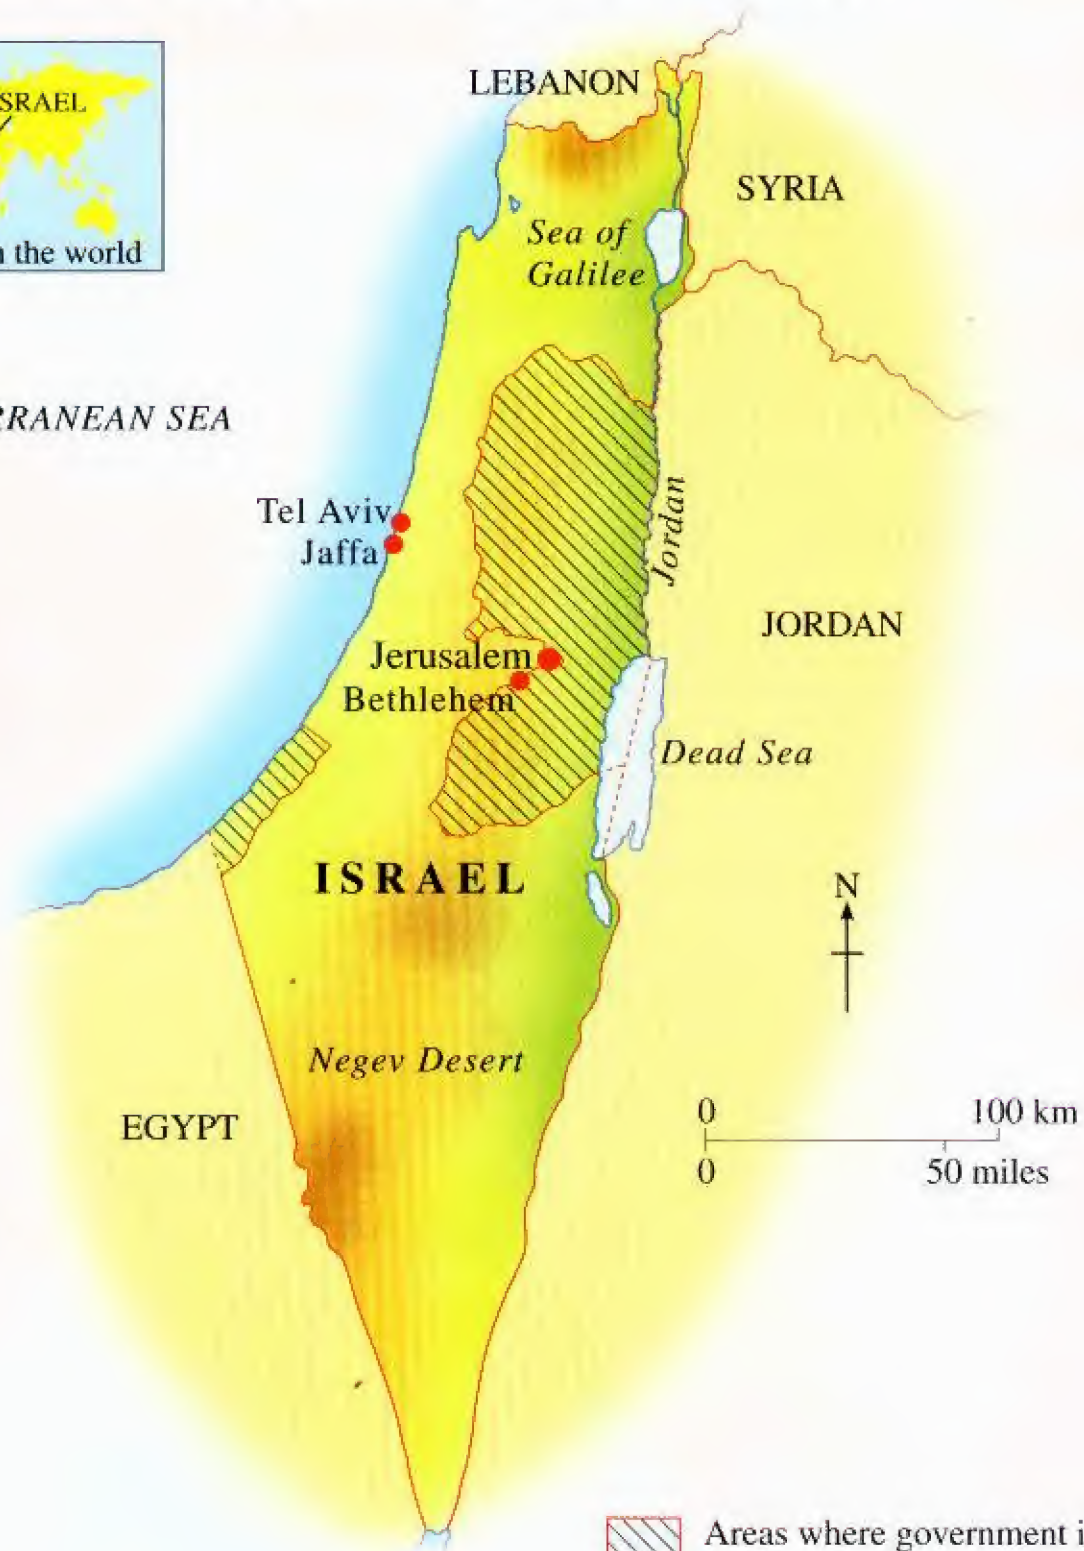 LEBANON
SRAEL
SYRIA
Sea of
Galilee
the world
RRANEAN SEA
Tel Aviv
Jaffa
Jordan
JORDAN
Jerusalem
Bethlehem
Dead Sea
ISRAEL
N
Negev Desert
EGYPT
0 100 km
0 50 miles
Areas where government i